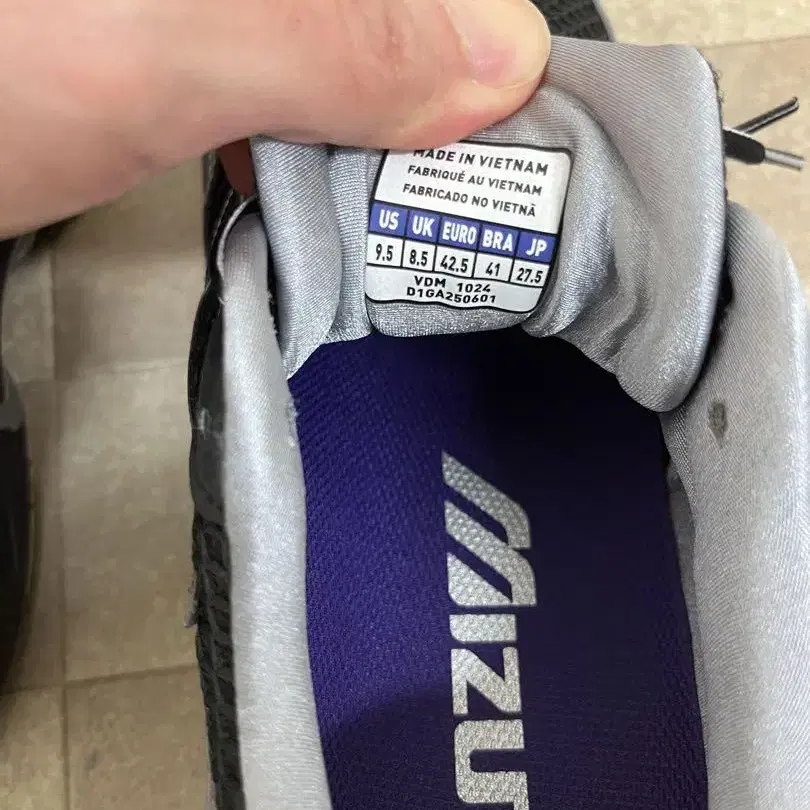 MADE IN VIETNAM
FABRIQUÉ AU VIETNAM
FABRICADO NO VIETNÃ
US UK EURO BRA JP
9.5 8.5 42.5 41 27.5
VDM 1024
D1GA250601
MIZU